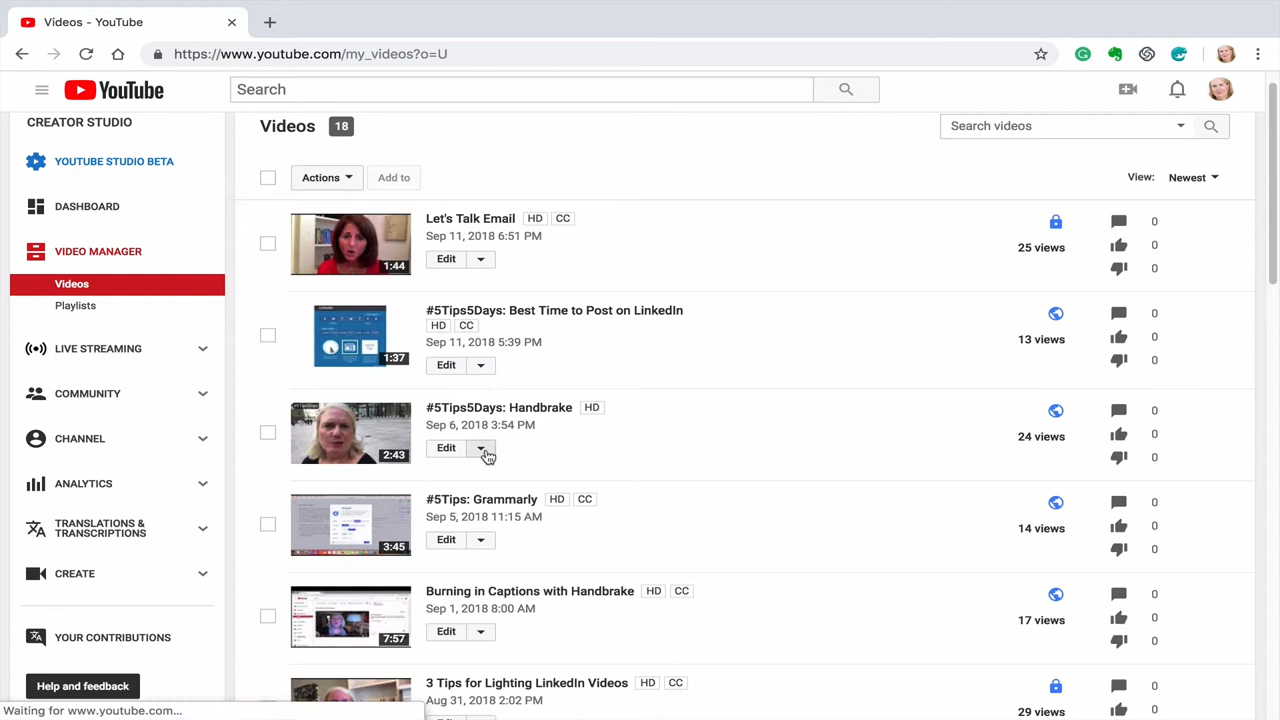 Videos - YouTube
https://www.youtube.com/my_videos?o=U
YouTube
Search
CREATOR STUDIO
YOUTUBE STUDIO BETA
DASHBOARD
VIDEO MANAGER
Videos
Playlists
LIVE STREAMING
COMMUNITY
CHANNEL
ANALYTICS
TRANSLATIONS &
TRANSCRIPTIONS
CREATE
YOUR CONTRIBUTIONS
Help and feedback
Waiting for www.youtube.com...
Videos 18
Search videos
Actions Add to
View: Newest
1:44
Let's Talk Email HD CC
Sep 11, 2018 6:51 PM
Edit
25 views
0
0
0
1:37
#5Tips5Days: Best Time to Post on LinkedIn
HD CC
Sep 11, 2018 5:39 PM
Edit
13 views
0
0
0
2:43
#5Tips5Days: Handbrake HD
Sep 6, 2018 3:54 PM
Edit
24 views
0
0
0
3:45
#5Tips: Grammarly HD CC
Sep 5, 2018 11:15 AM
Edit
14 views
0
0
0
7:57
Burning in Captions with Handbrake HD CC
Sep 1, 2018 8:00 AM
Edit
17 views
0
0
0
3 Tips for Lighting LinkedIn Videos HD CC
Aug 31, 2018 2:02 PM
29 views
0
0